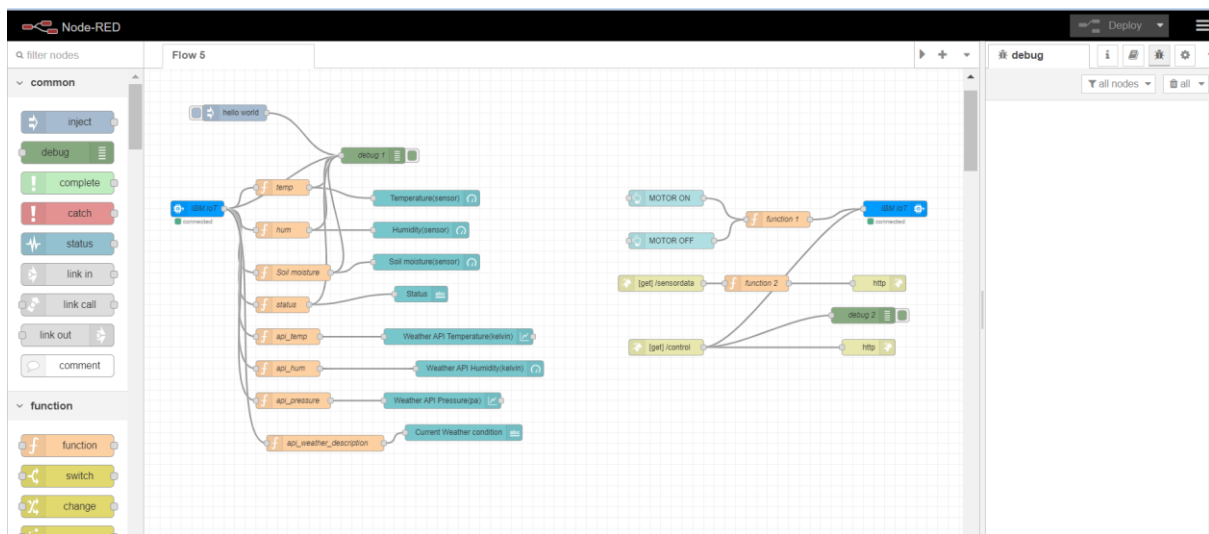 Node-RED
Deploy
filter nodes
Flow 5
debug
all nodes
all
common
inject
debug
complete
catch
status
link in
link call
link out
comment
function
function
switch
change
hello world
debug 1
IBM IoT
connected
temp
hum
Soil moisture
status
api_temp
api_hum
api_pressure
api_weather_description
Temperature(sensor)
Humidity(sensor)
Soil moisture(sensor)
Status
abc
Weather API Temperature(kelvin)
Weather API Humidity(kelvin)
Weather API Pressure(pa)
Current Weather condition
abc
MOTOR ON
MOTOR OFF
function 1
IBM IoT
connected
[get] /sensordata
function 2
http
debug 2
[get] /control
http